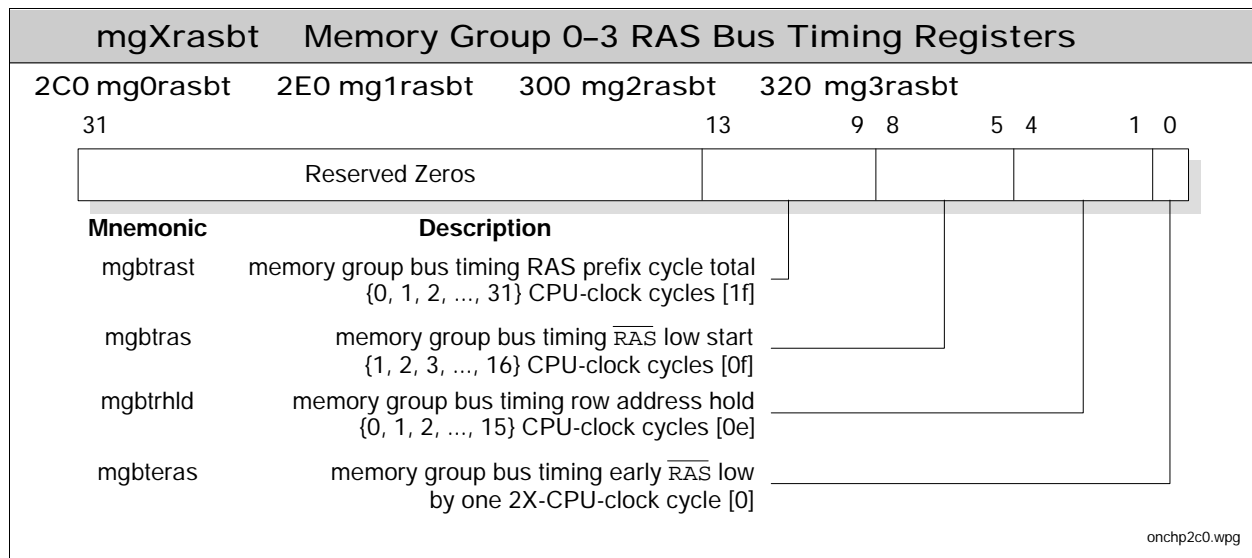 mgXrasbt Memory Group 0–3 RAS Bus Timing Registers
2C0 mg0rasbt 2E0 mg1rasbt 300 mg2rasbt 320 mg3rasbt
31 13 9 8 5 4 1 0
Reserved Zeros
Mnemonic Description
mgbtrast memory group bus timing RAS prefix cycle total
{0, 1, 2, ..., 31} CPU-clock cycles [1f]
mgbtras memory group bus timing R̅A̅S̅ low start
{1, 2, 3, ..., 16} CPU-clock cycles [0f]
mgbtrhld memory group bus timing row address hold
{0, 1, 2, ..., 15} CPU-clock cycles [0e]
mgbteras memory group bus timing early R̅A̅S̅ low
by one 2X-CPU-clock cycle [0]
onchp2c0.wpg